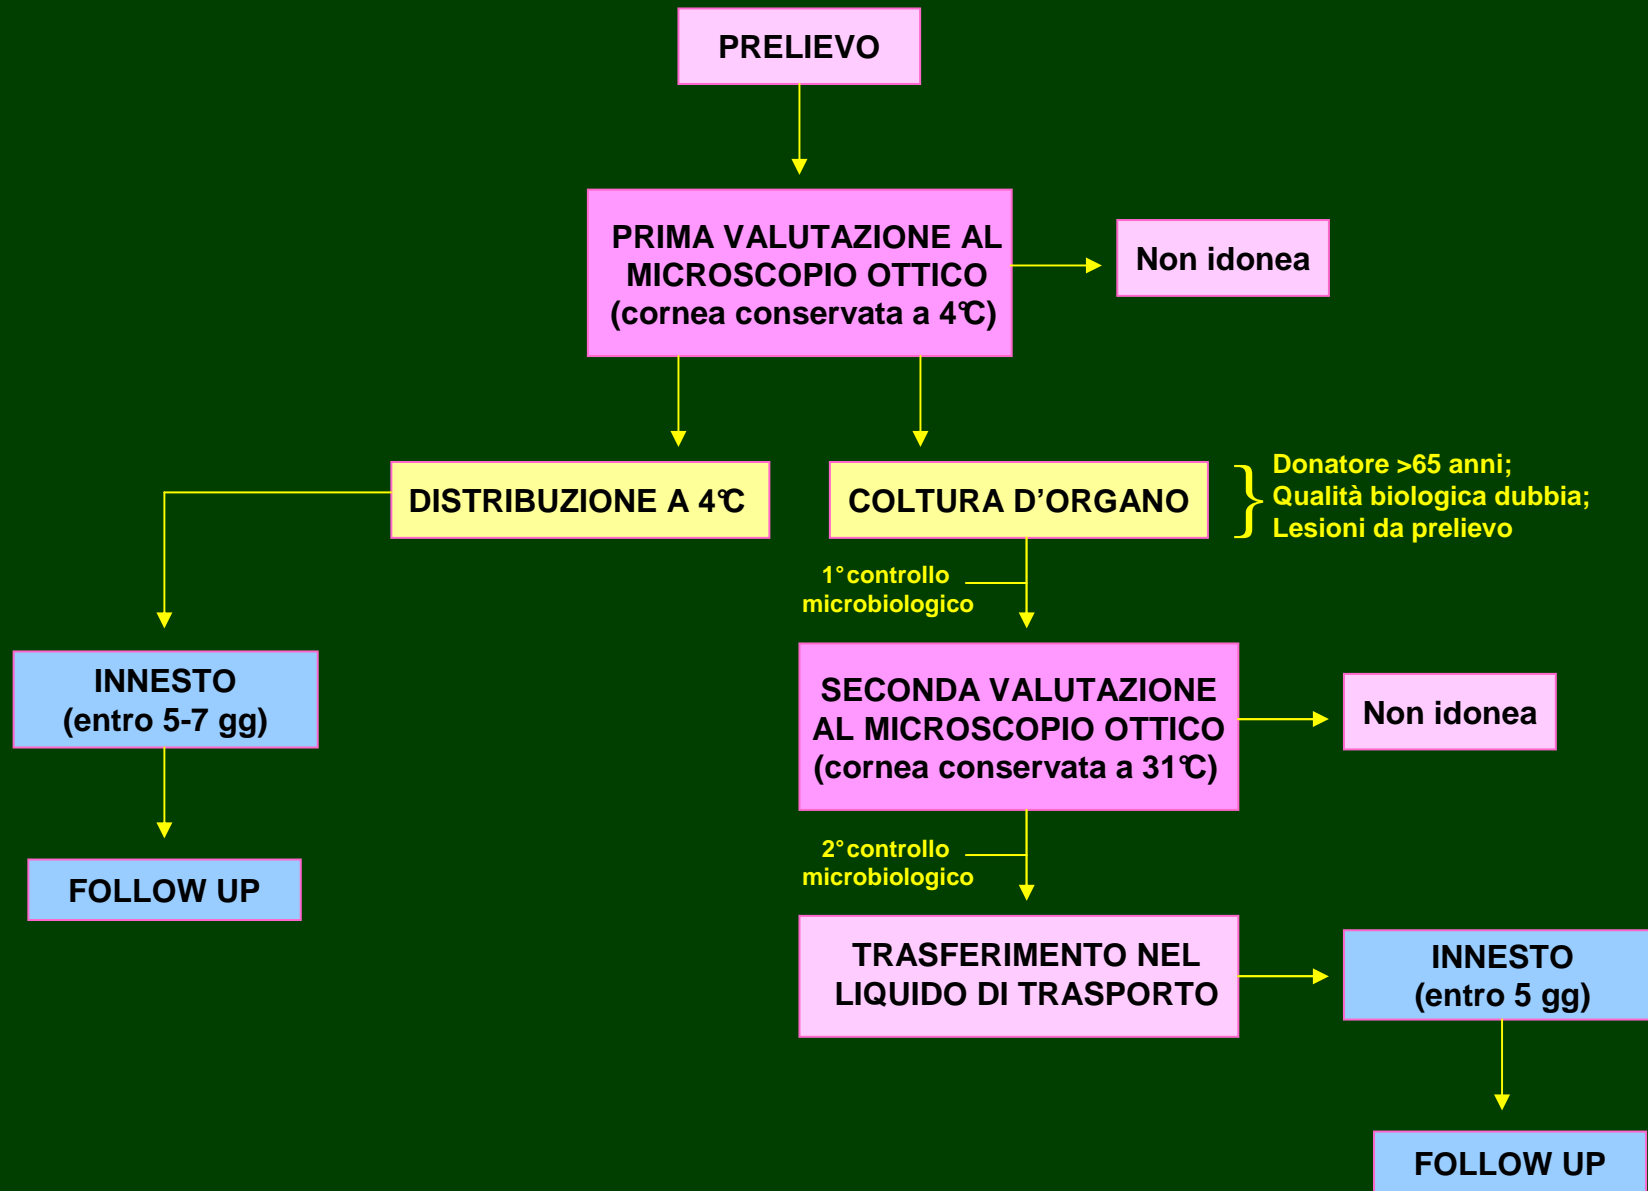 PRELIEVO
PRIMA VALUTAZIONE AL
MICROSCOPIO OTTICO
(cornea conservata a 4°C)
Non idonea
DISTRIBUZIONE A 4°C
COLTURA D’ORGANO
}
Donatore >65 anni;
Qualità biologica dubbia;
Lesioni da prelievo
1° controllo
microbiologico
INNESTO
(entro 5-7 gg)
SECONDA VALUTAZIONE
AL MICROSCOPIO OTTICO
(cornea conservata a 31°C)
Non idonea
2° controllo
microbiologico
FOLLOW UP
TRASFERIMENTO NEL
LIQUIDO DI TRASPORTO
INNESTO
(entro 5 gg)
FOLLOW UP